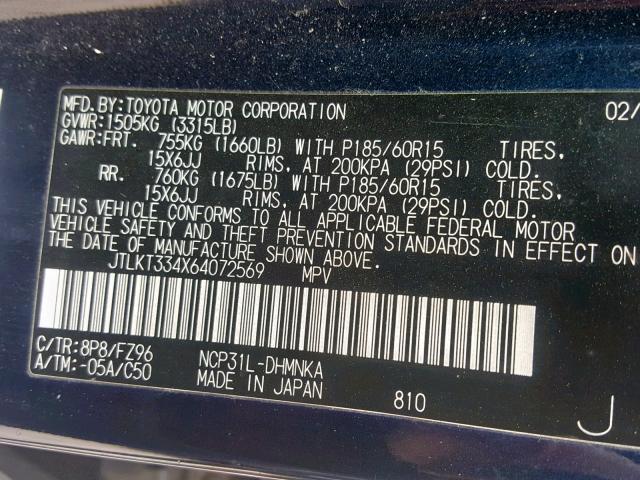 MFD.BY:TOYOTA MOTOR CORPORATION 02/
GVWR:1505KG (3315LB)
GAWR:FRT. 755KG (1660LB) WITH P185/60R15 TIRES,
15X6JJ RIMS, AT 200KPA (29PSI) COLD.
RR. 760KG (1675LB) WITH P185/60R15 TIRES,
15X6JJ RIMS, AT 200KPA (29PSI) COLD.
THIS VEHICLE CONFORMS TO ALL APPLICABLE FEDERAL MOTOR
VEHICLE SAFETY AND THEFT PREVENTION STANDARDS IN EFFECT ON
THE DATE OF MANUFACTURE SHOWN ABOVE.
JTLKT334X64072569 MPV
C/TR:8P8/FZ96 NCP31L-DHMNKA
A/TM:-05A/C50 MADE IN JAPAN 810
J